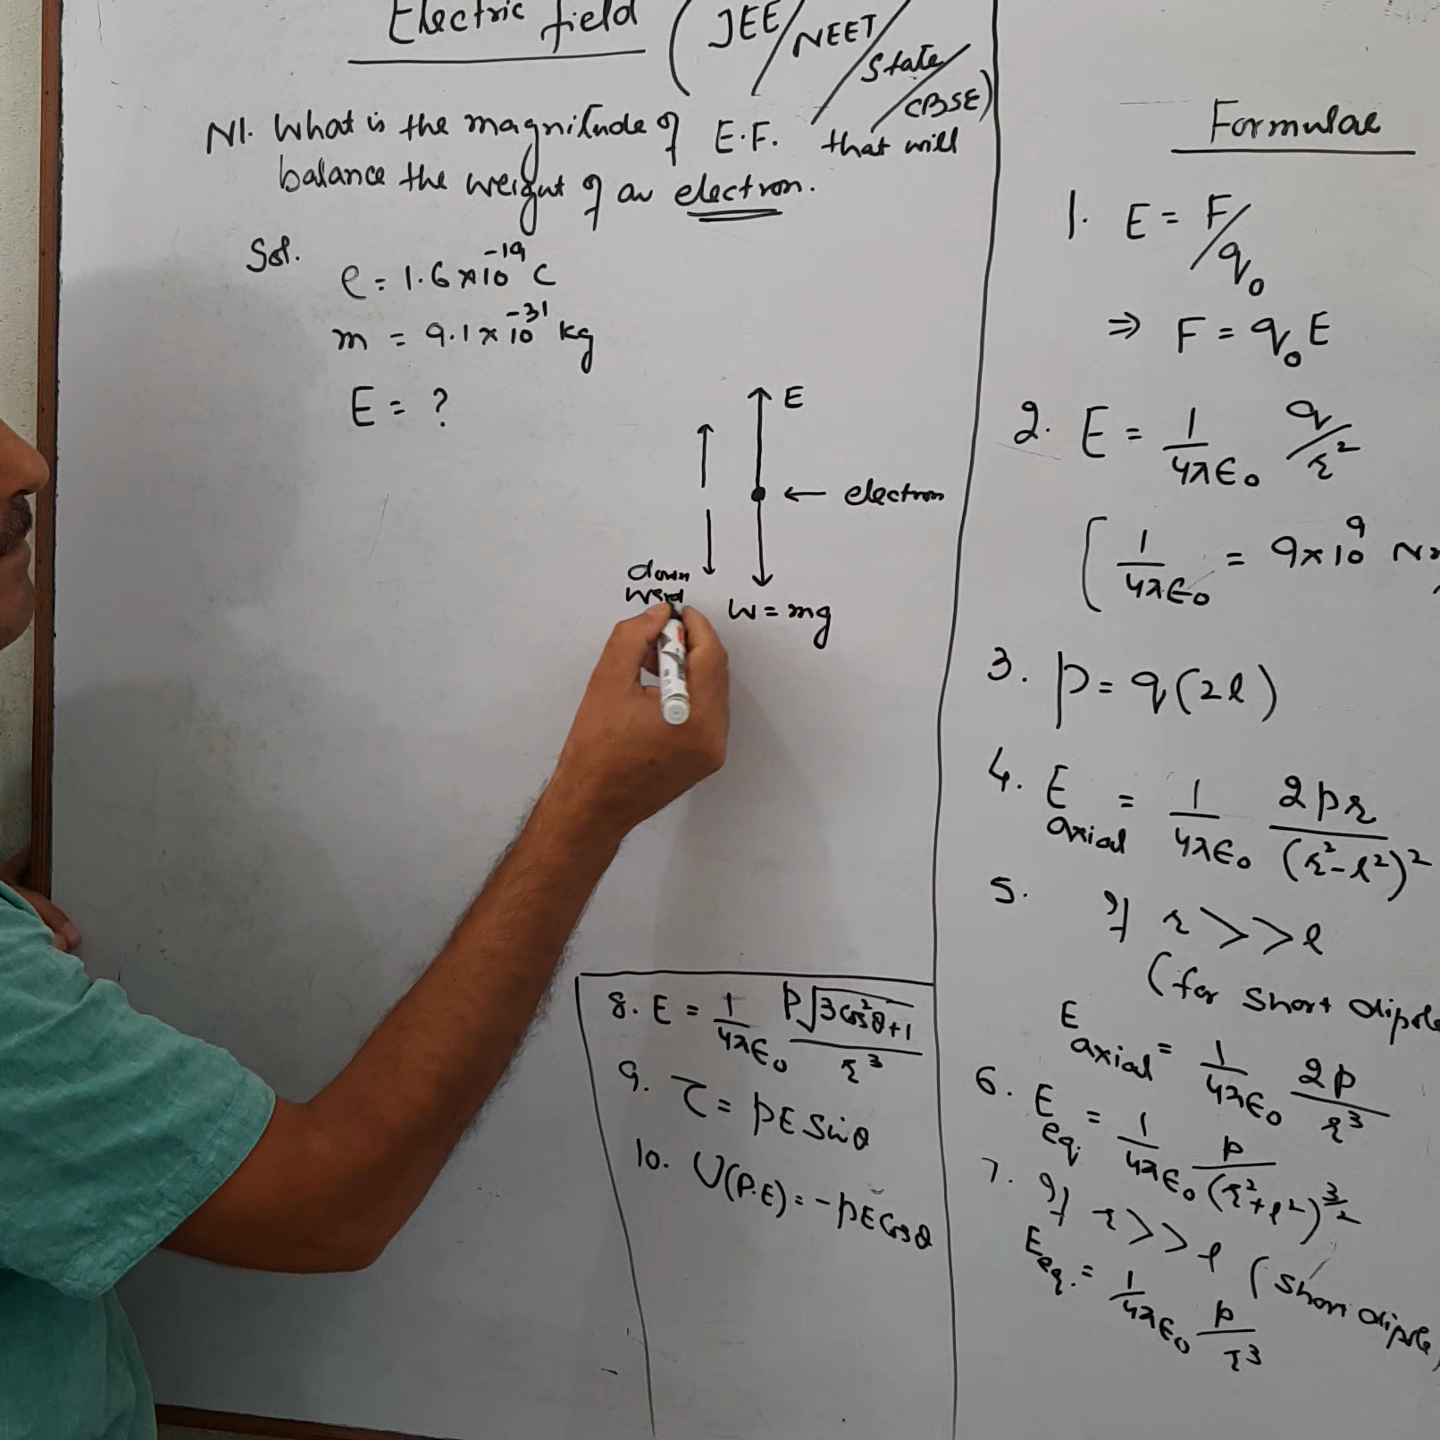 Electric field (JEE/NEET/State/CBSE)
N1. What is the magnitude of E.F. that will
balance the weight of an electron.
Sol.
e = 1.6×10⁻¹⁹ C
m = 9.1×10⁻³¹ kg
E = ?
E
← electron
down
ward
W = mg
8. E = 1/4πϵ₀ p√3cos²θ+1/r³
9. τ = pE sinθ
10. U(P.E) = -pE cosθ
Formulae
1. E = F/q₀
⇒ F = q₀E
2. E = 1/4πϵ₀ q/r²
(1/4πϵ₀ = 9×10⁹
3. p = q(2l)
4. E axial = 1/4πϵ₀ 2pr/(r²-l²)²
5. If r >> l
(for short dipole
E axial = 1/4πϵ₀ 2p/r³
6. E eq. = 1/4πϵ₀ p/(r²+l²)^3/2
7. If r >> l (short dipole)
E eq. = 1/4πϵ₀ p/r³